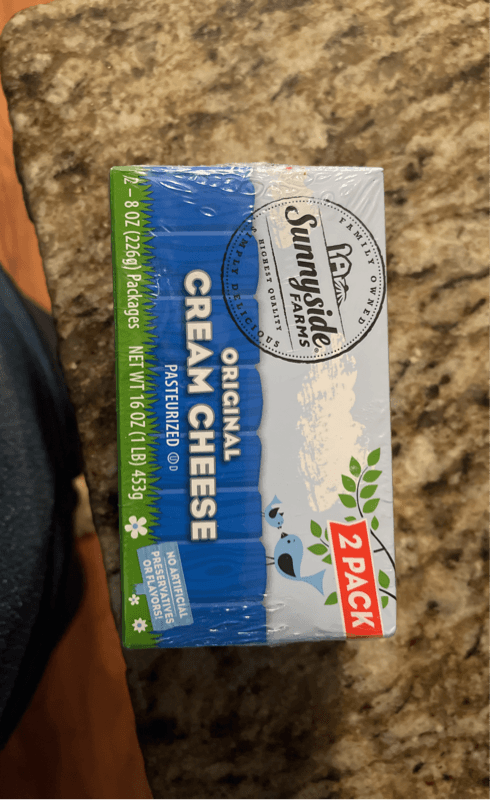 FAMILY OWNED
Sunnyside
FARMS®
HIGHEST QUALITY
SIMPLY DELICIOUS
2 PACK
ORIGINAL
CREAM CHEESE
PASTEURIZED Ⓤ D
NO ARTIFICIAL
PRESERVATIVES
OR FLAVORS!
2 – 8 OZ (226g) Packages NET WT 16 OZ (1 LB) 453g